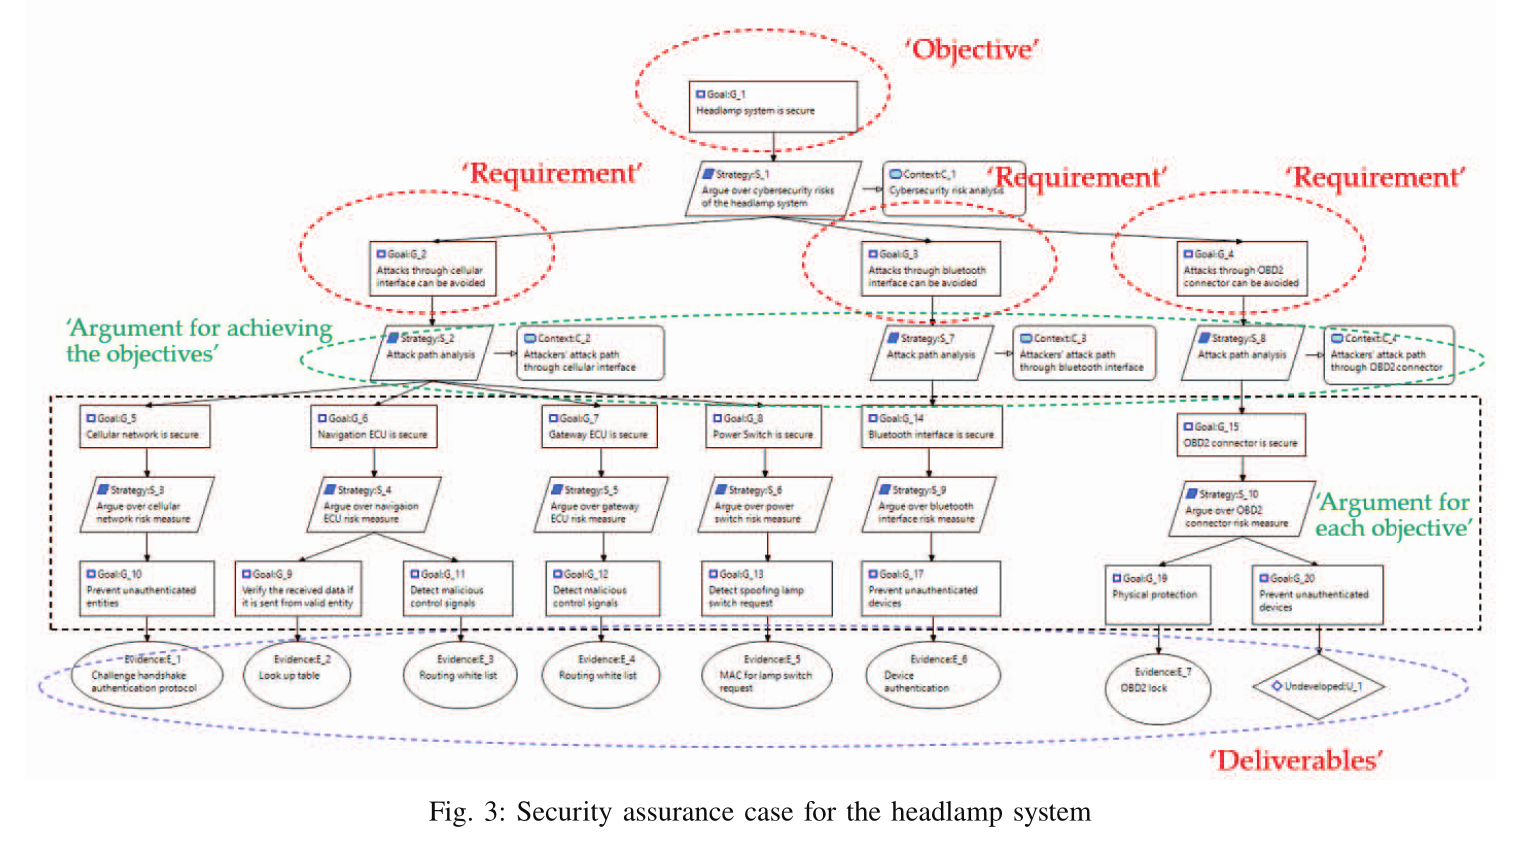 'Objective'
Goal:G_1
Headlamp system is secure
'Requirement'
'Requirement'
'Requirement'
Strategy:S_1
Argue over cybersecurity risks
of the headlamp system
Context:C_1
Cybersecurity risk analysis
Goal:G_2
Attacks through cellular
interface can be avoided
Goal:G_3
Attacks through bluetooth
interface can be avoided
Goal:G_4
Attacks through OBD2
connector can be avoided
'Argument for achieving
the objectives'
Strategy:S_2
Attack path analysis
Context:C_2
Attackers' attack path
through cellular interface
Strategy:S_7
Attack path analysis
Context:C_3
Attackers' attack path
through bluetooth interface
Strategy:S_8
Attack path analysis
Context:C_4
Attackers' attack path
through OBD2 connector
Goal:G_5
Cellular network is secure
Goal:G_6
Navigation ECU is secure
Goal:G_7
Gateway ECU is secure
Goal:G_8
Power Switch is secure
Goal:G_14
Bluetooth interface is secure
Goal:G_15
OBD2 connector is secure
Strategy:S_3
Argue over cellular
network risk measure
Strategy:S_4
Argue over navigaion
ECU risk measure
Strategy:S_5
Argue over gateway
ECU risk measure
Strategy:S_6
Argue over power
switch risk measure
Strategy:S_9
Argue over bluetooth
interface risk measure
Strategy:S_10
Argue over OBD2
connector risk measure
'Argument for
each objective'
Goal:G_10
Prevent unauthenticated
entities
Goal:G_9
Verify the received data if
it is sent from valid entity
Goal:G_11
Detect malicious
control signals
Goal:G_12
Detect malicious
control signals
Goal:G_13
Detect spoofing lamp
switch request
Goal:G_17
Prevent unauthenticated
devices
Goal:G_19
Physical protection
Goal:G_20
Prevent unauthenticated
devices
Evidence:E_1
Challenge handshake
authentication protocol
Evidence:E_2
Look up table
Evidence:E_3
Routing white list
Evidence:E_4
Routing white list
Evidence:E_5
MAC for lamp switch
request
Evidence:E_6
Device
authentication
Evidence:E_7
OBD2 lock
Undeveloped:U_1
'Deliverables'
Fig. 3: Security assurance case for the headlamp system